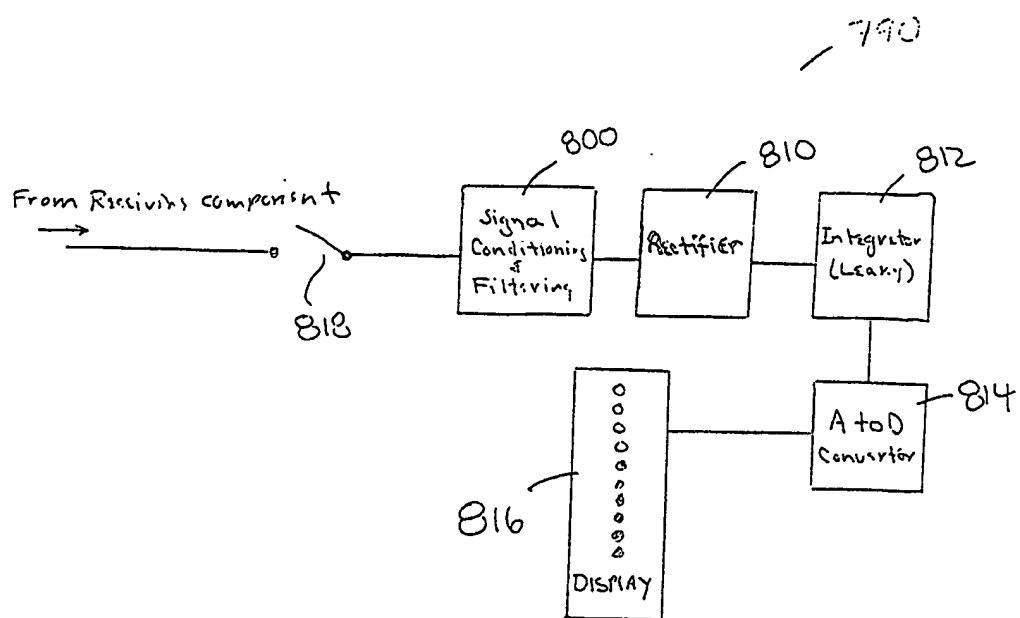 790
800
810
812
From Receiving component
Signal
Conditioning
&
Filtering
Rectifier
Integrator
(Leaky)
818
814
A to D
Converter
816
DISPLAY